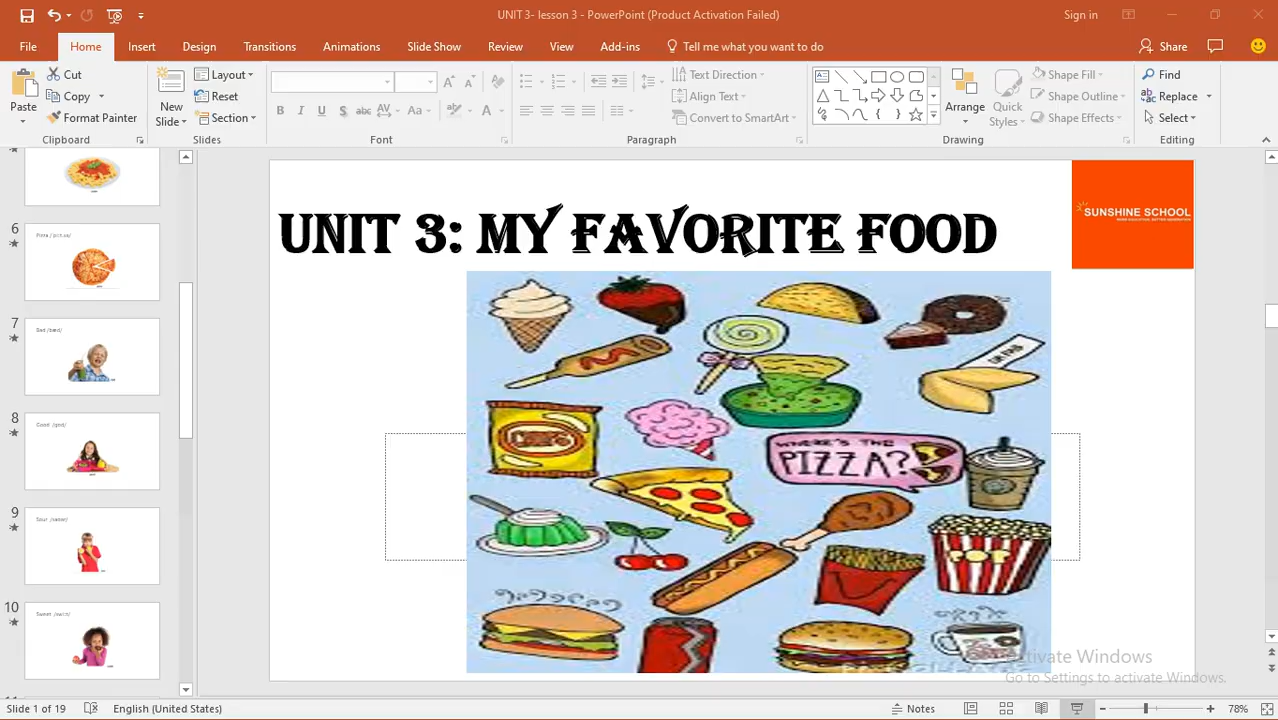 UNIT 3- lesson 3 - PowerPoint (Product Activation Failed)
Sign in
File Home Insert Design Transitions Animations Slide Show Review View Add-ins Tell me what you want to do
Share
Paste
Cut
Copy
Format Painter
Clipboard
New Slide
Layout
Reset
Section
Slides
B I U S abc AV Aa A
Font
Text Direction
Align Text
Convert to SmartArt
Paragraph
Arrange
Quick Styles
Shape Fill
Shape Outline
Shape Effects
Drawing
Find
Replace
Select
Editing
6
7
8
9
10
UNIT 3: MY FAVORITE FOOD
SUNSHINE SCHOOL
WHERE'S THE
PIZZA?
POP
Activate Windows
Go to Settings to activate Windows.
Slide 1 of 19
English (United States)
Notes
78%